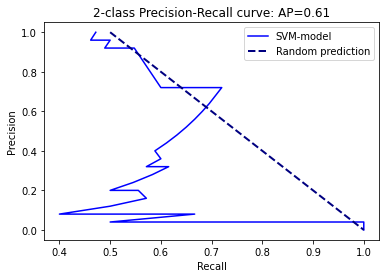 2-class Precision-Recall curve: AP=0.61
SVM-model
Random prediction
1.0
0.8
0.6
0.4
0.2
0.0
Precision
0.4 0.5 0.6 0.7 0.8 0.9 1.0
Recall